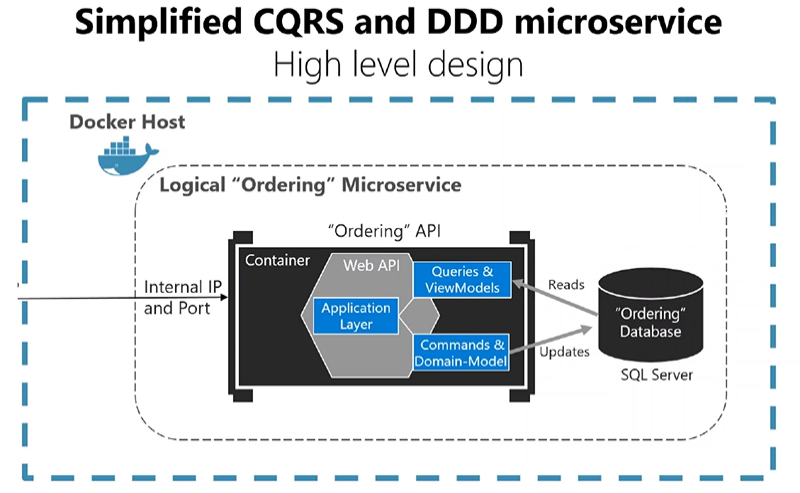 Simplified CQRS and DDD microservice
High level design
Docker Host
Logical “Ordering” Microservice
“Ordering” API
Container
Web API
Internal IP
and Port
Application
Layer
Queries &
ViewModels
Commands &
Domain-Model
Reads
Updates
“Ordering”
Database
SQL Server